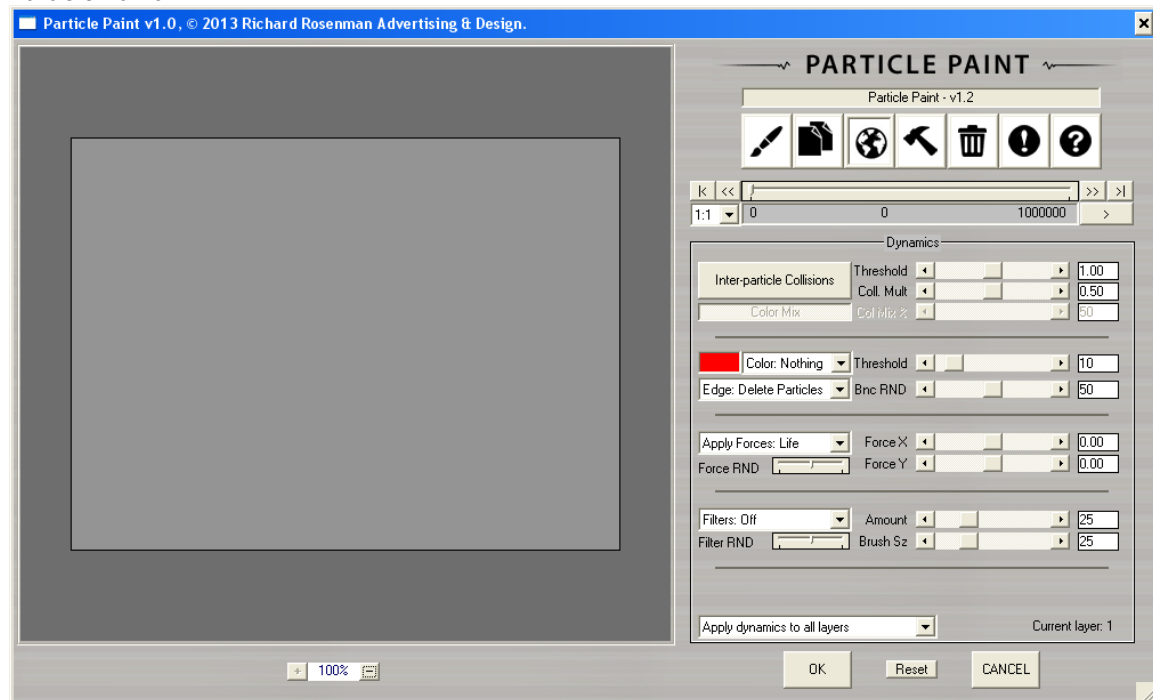 Particle Paint v1.0, © 2013 Richard Rosenman Advertising & Design.
PARTICLE PAINT
Particle Paint - v1.2
1:1 0 0 1000000 >
Dynamics
Inter-particle Collisions Threshold 1.00
Coll. Mult 0.50
Color Mix Col Mix % 50
Color: Nothing Threshold 10
Edge: Delete Particles Bnc RND 50
Apply Forces: Life Force X 0.00
Force RND Force Y 0.00
Filters: Off Amount 25
Filter RND Brush Sz 25
Apply dynamics to all layers Current layer: 1
+ 100% -
OK Reset CANCEL